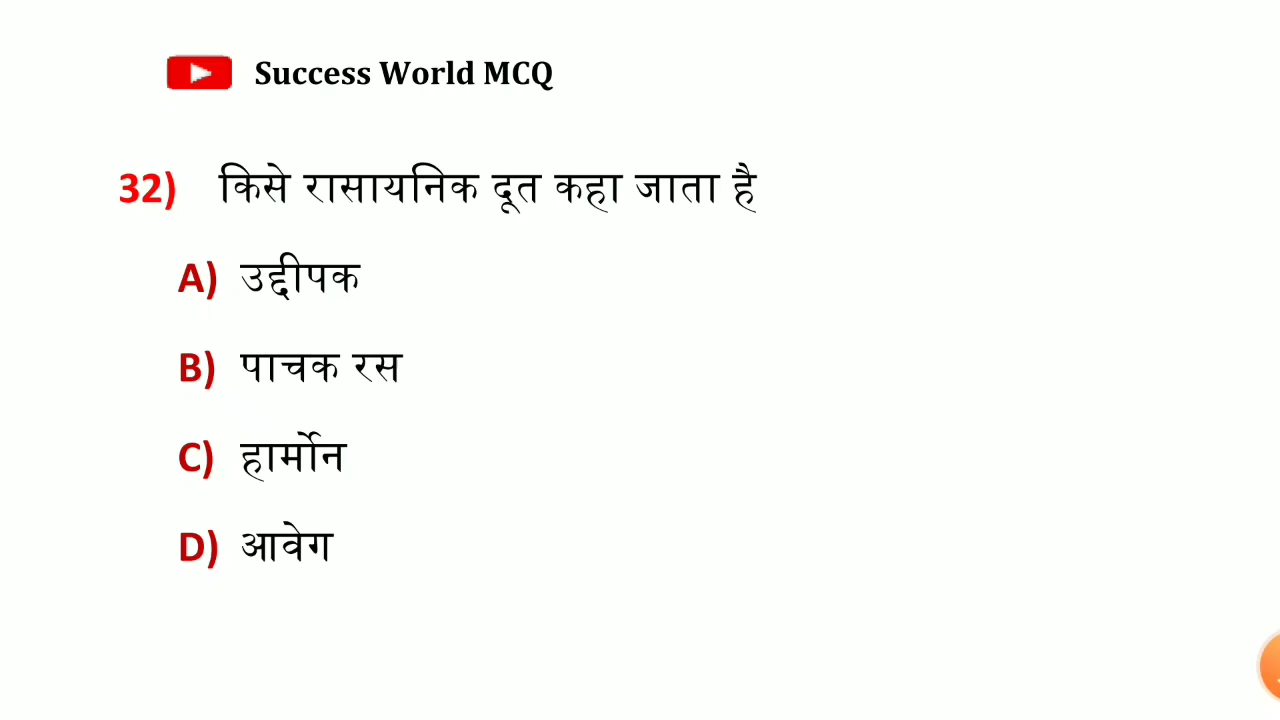 Success World MCQ
32) किसे रासायनिक दूत कहा जाता है
A) उद्दीपक
B) पाचक रस
C) हार्मोन
D) आवेग